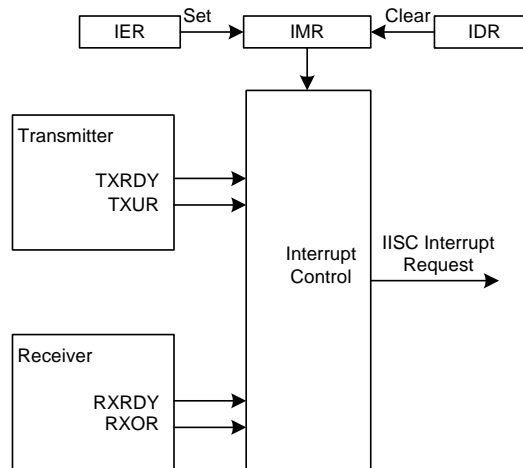 Set
Clear
IER
IMR
IDR
Transmitter
TXRDY
TXUR
Interrupt
Control
IISC Interrupt
Request
Receiver
RXRDY
RXOR